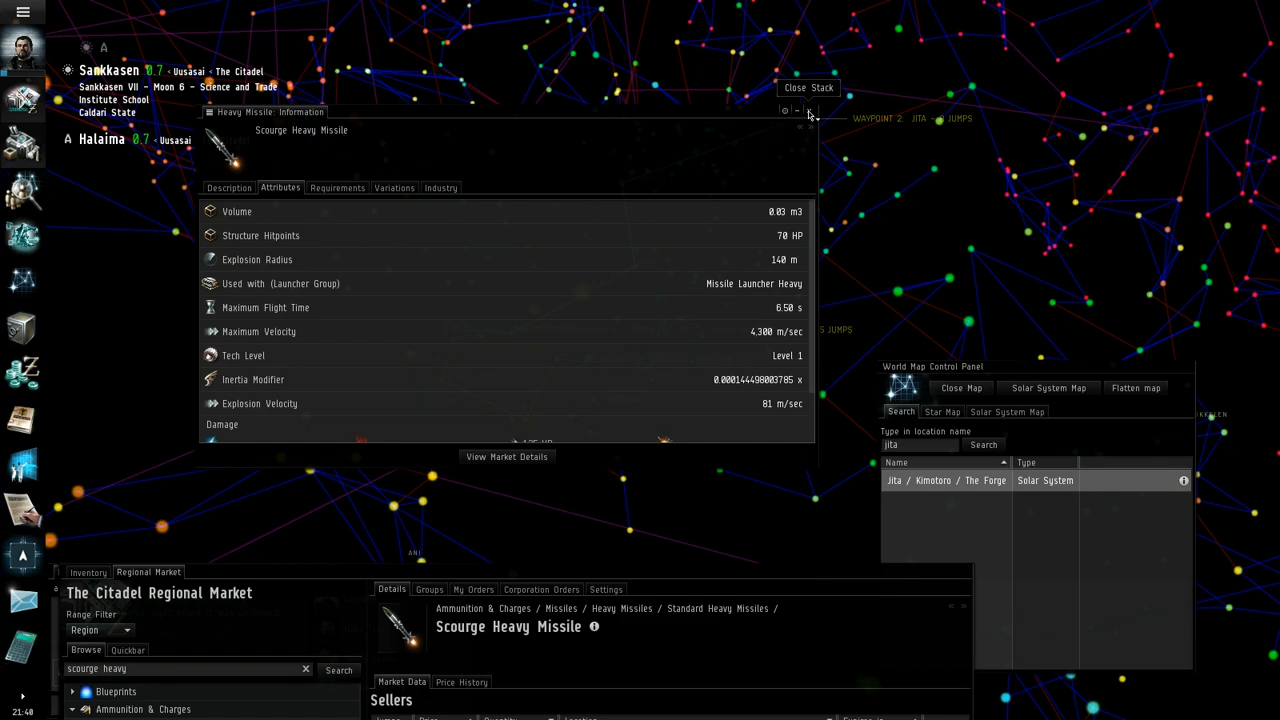 A
Sankkasen 0.7 < Uusasai < The Citadel
Sankkasen VII - Moon 6 - Science and Trade
Institute School
Caldari State
A Halaima 0.7 < Uusasai
Close Stack
WAYPOINT 2: JITA -
JUMPS
Heavy Missile: Information
Scourge Heavy Missile
Description Attributes Requirements Variations Industry
Volume 0.03 m3
Structure Hitpoints 70 HP
Explosion Radius 140 m
Used with (Launcher Group) Missile Launcher Heavy
Maximum Flight Time 6.50 s
Maximum Velocity 4,300 m/sec
Tech Level Level 1
Inertia Modifier 0.000144498003785 x
Explosion Velocity 81 m/sec
Damage
View Market Details
5 JUMPS
World Map Control Panel
Close Map Solar System Map Flatten map
Search Star Map Solar System Map
Type in location name
jita Search
Name Type
Jita / Kimotoro / The Forge Solar System
Inventory Regional Market
The Citadel Regional Market
Range Filter
Region
Browse Quickbar
scourge heavy Search
Blueprints
Ammunition & Charges
Details Groups My Orders Corporation Orders Settings
Ammunition & Charges / Missiles / Heavy Missiles / Standard Heavy Missiles /
Scourge Heavy Missile
Market Data Price History
Sellers
21:40